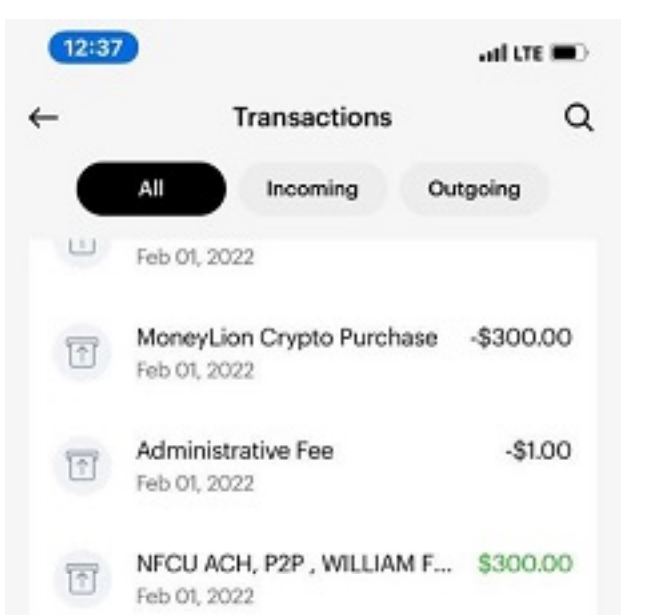 12:37 LTE
Transactions
All Incoming Outgoing
Feb 01, 2022
MoneyLion Crypto Purchase -$300.00
Feb 01, 2022
Administrative Fee -$1.00
Feb 01, 2022
NFCU ACH, P2P , WILLIAM F... $300.00
Feb 01, 2022